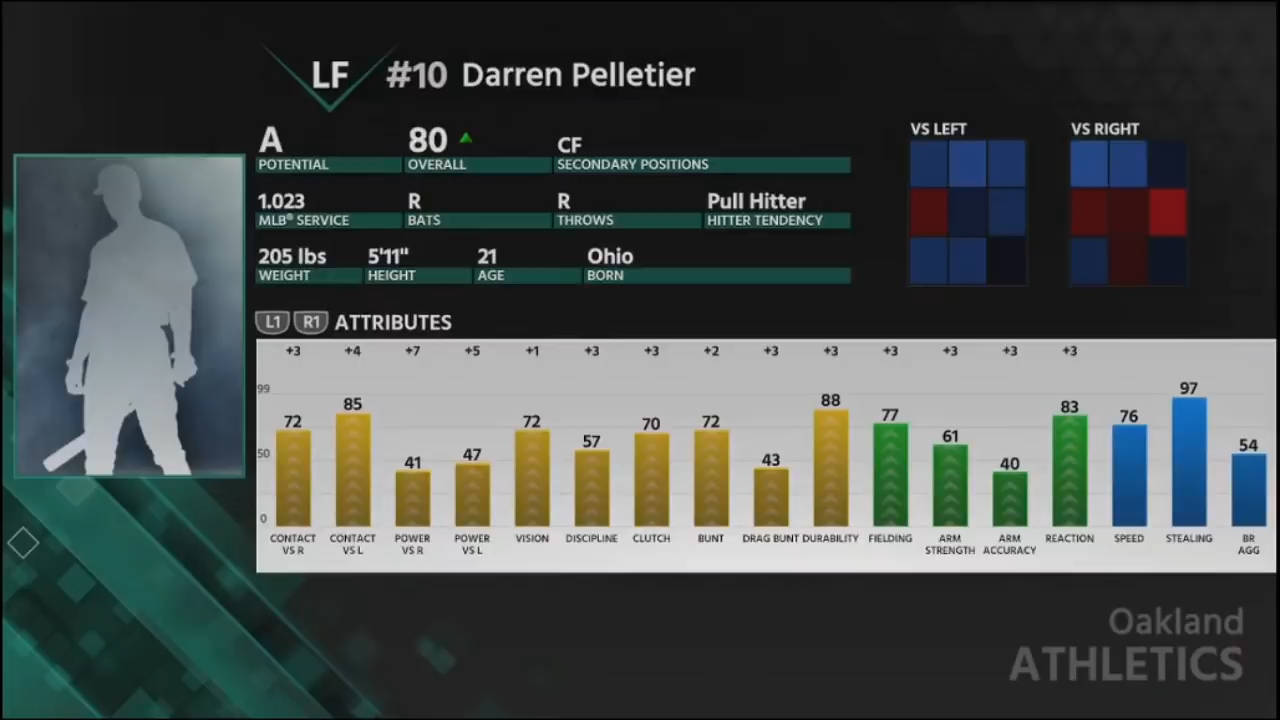 LF #10 Darren Pelletier
A 80 CF
POTENTIAL OVERALL SECONDARY POSITIONS
1.023 R R Pull Hitter
MLB® SERVICE BATS THROWS HITTER TENDENCY
205 lbs 5'11" 21 Ohio
WEIGHT HEIGHT AGE BORN
VS LEFT VS RIGHT
L1 R1 ATTRIBUTES
+3 +4 +7 +5 +1 +3 +3 +2 +3 +3 +3 +3 +3 +3
99
50
0
72 85 41 47 72 57 70 72 43 88 77 61 40 83 76 97 54
CONTACT VS R CONTACT VS L POWER VS R POWER VS L VISION DISCIPLINE CLUTCH BUNT DRAG BUNT DURABILITY FIELDING ARM STRENGTH ARM ACCURACY REACTION SPEED STEALING BR AGG
Oakland
ATHLETICS